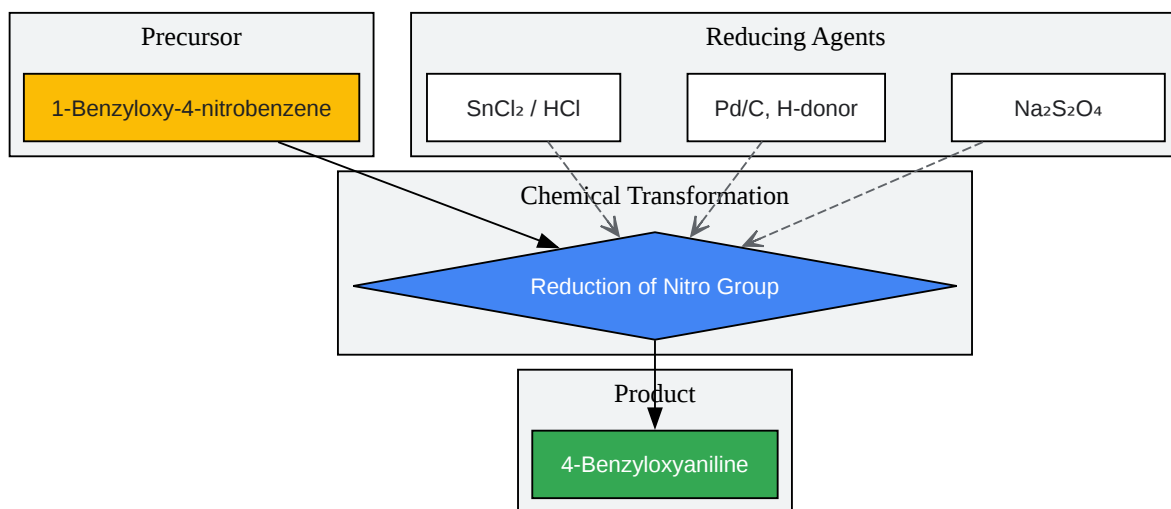 Precursor
Reducing Agents
1-Benzyloxy-4-nitrobenzene
SnCl₂ / HCl
Pd/C, H-donor
Na₂S₂O₄
Chemical Transformation
Reduction of Nitro Group
Product
4-Benzyloxyaniline